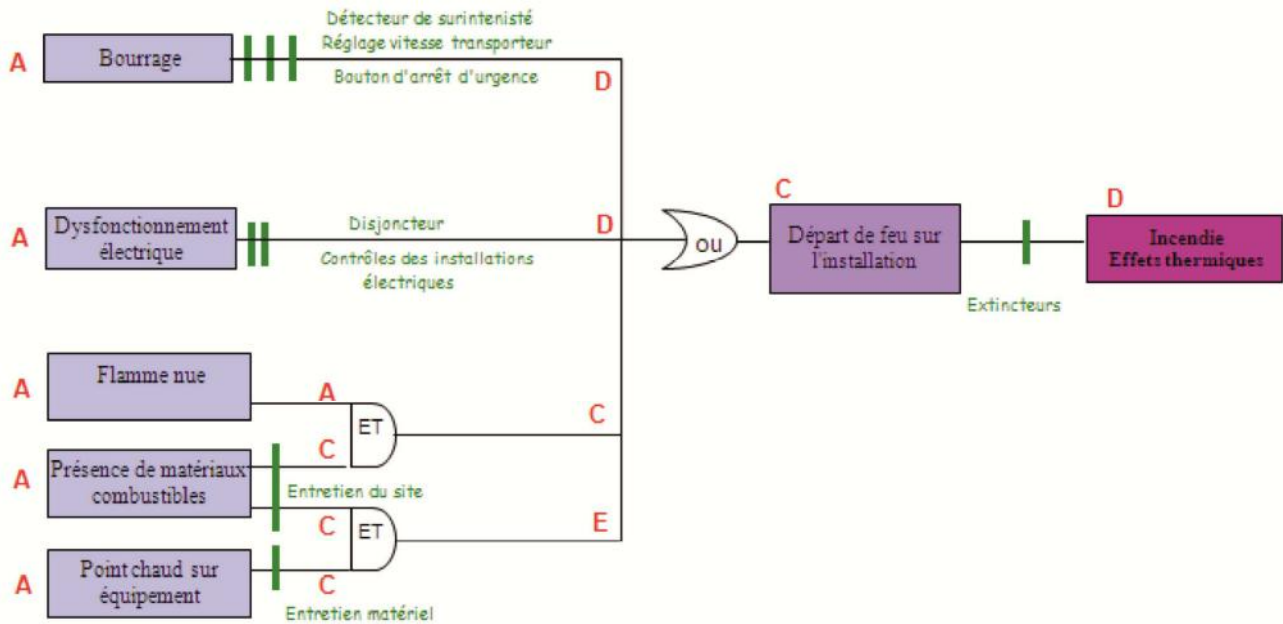 Détecteur de surintenisté
Réglage vitesse transporteur
A
Bourrage
Bouton d'arrêt d'urgence
D
A
Dysfonctionnement
électrique
Disjoncteur
D
Contrôles des installations
électriques
ou
C
Départ de feu sur
l'installation
Extincteurs
D
Incendie
Effets thermiques
A
Flamme nue
A
ET
C
C
A
Présence de matériaux
combustibles
Entretien du site
C
ET
E
A
Point chaud sur
équipement
C
Entretien matériel